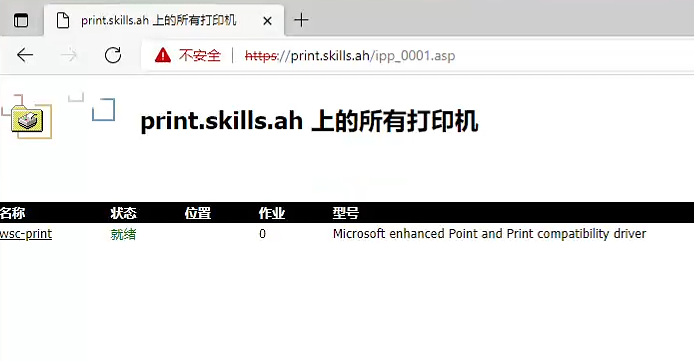 print.skills.ah 上的所有打印机
不安全 https://print.skills.ah/ipp_0001.asp
print.skills.ah 上的所有打印机
名称 状态 位置 作业 型号
wsc-print 就绪 0 Microsoft enhanced Point and Print compatibility driver